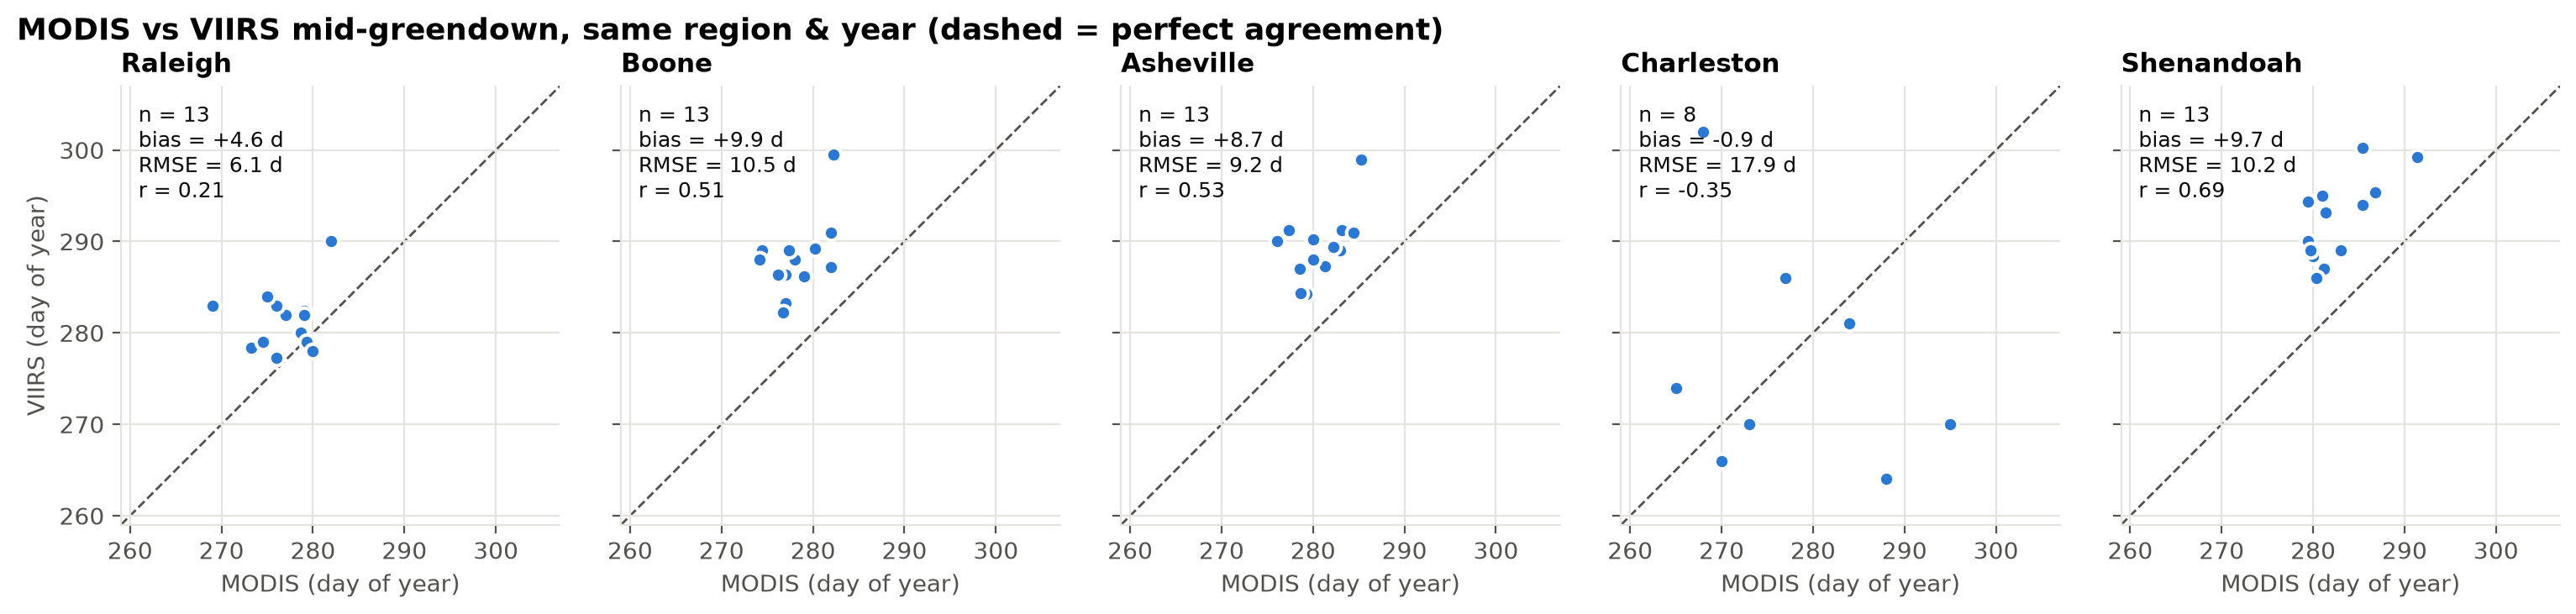 MODIS vs VIIRS mid-greendown, same region & year (dashed = perfect agreement)
Raleigh
n = 13
bias = +4.6 d
RMSE = 6.1 d
r = 0.21
VIIRS (day of year)
300
290
280
270
260
260 270 280 290 300
MODIS (day of year)
Boone
n = 13
bias = +9.9 d
RMSE = 10.5 d
r = 0.51
260 270 280 290 300
MODIS (day of year)
Asheville
n = 13
bias = +8.7 d
RMSE = 9.2 d
r = 0.53
260 270 280 290 300
MODIS (day of year)
Charleston
n = 8
bias = -0.9 d
RMSE = 17.9 d
r = -0.35
260 270 280 290 300
MODIS (day of year)
Shenandoah
n = 13
bias = +9.7 d
RMSE = 10.2 d
r = 0.69
260 270 280 290 300
MODIS (day of year)